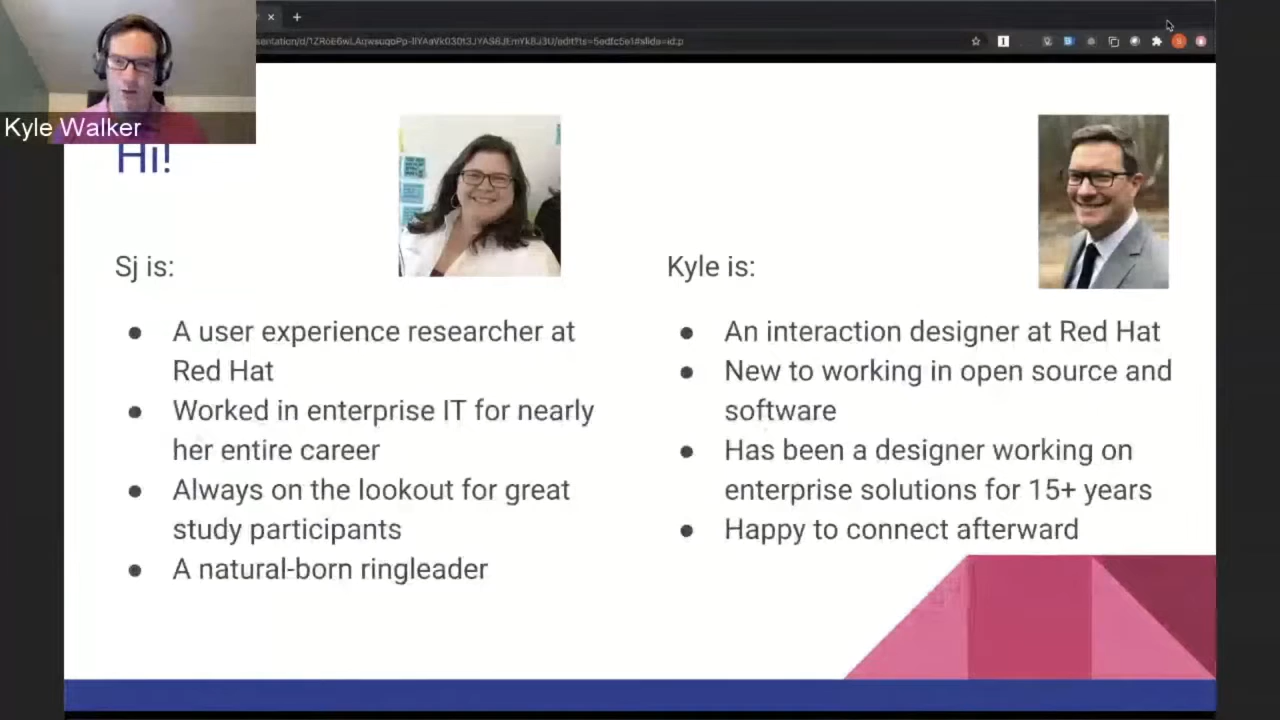 Kyle Walker
Hi!
Sj is:
● A user experience researcher at
Red Hat
● Worked in enterprise IT for nearly
her entire career
● Always on the lookout for great
study participants
● A natural-born ringleader
Kyle is:
● An interaction designer at Red Hat
● New to working in open source and
software
● Has been a designer working on
enterprise solutions for 15+ years
● Happy to connect afterward